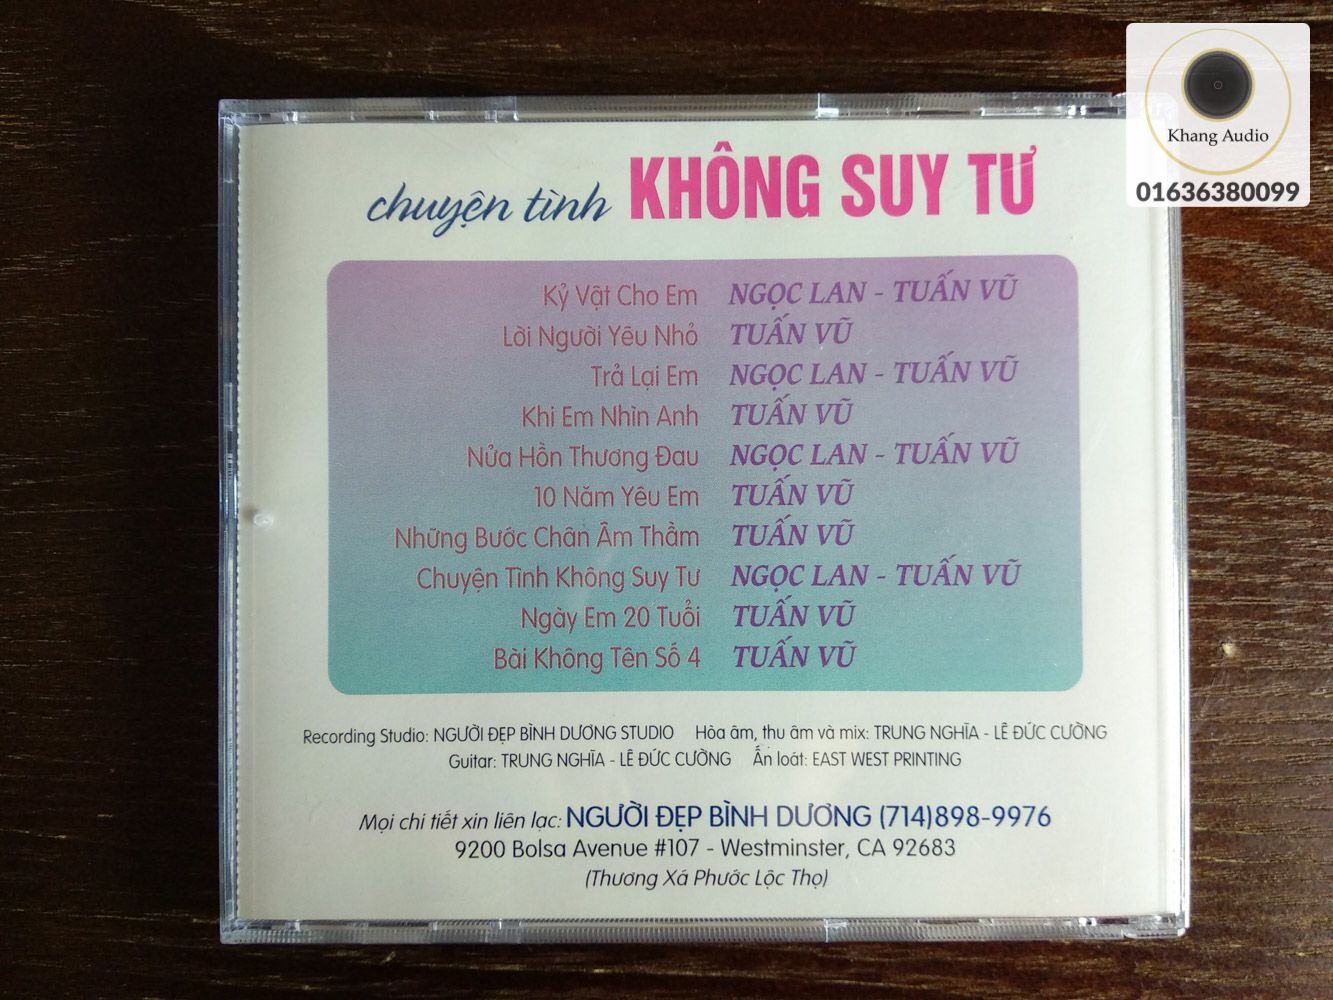 Khang Audio
01636380099
chuyện tình KHÔNG SUY TƯ
Kỷ Vật Cho Em NGỌC LAN - TUẤN VŨ
Lời Người Yêu Nhỏ TUẤN VŨ
Trả Lại Em NGỌC LAN - TUẤN VŨ
Khi Em Nhìn Anh TUẤN VŨ
Nửa Hồn Thương Đau NGỌC LAN - TUẤN VŨ
10 Năm Yêu Em TUẤN VŨ
Những Bước Chân Âm Thầm TUẤN VŨ
Chuyện Tình Không Suy Tư NGỌC LAN - TUẤN VŨ
Ngày Em 20 Tuổi TUẤN VŨ
Bài Không Tên Số 4 TUẤN VŨ
Recording Studio: NGƯỜI ĐẸP BÌNH DƯƠNG STUDIO Hòa âm, thu âm và mix: TRUNG NGHĨA - LÊ ĐỨC CƯỜNG
Guitar: TRUNG NGHĨA - LÊ ĐỨC CƯỜNG Ấn loát: EAST WEST PRINTING
Mọi chi tiết xin liên lạc: NGƯỜI ĐẸP BÌNH DƯƠNG (714)898-9976
9200 Bolsa Avenue #107 - Westminster, CA 92683
(Thương Xá Phước Lộc Thọ)